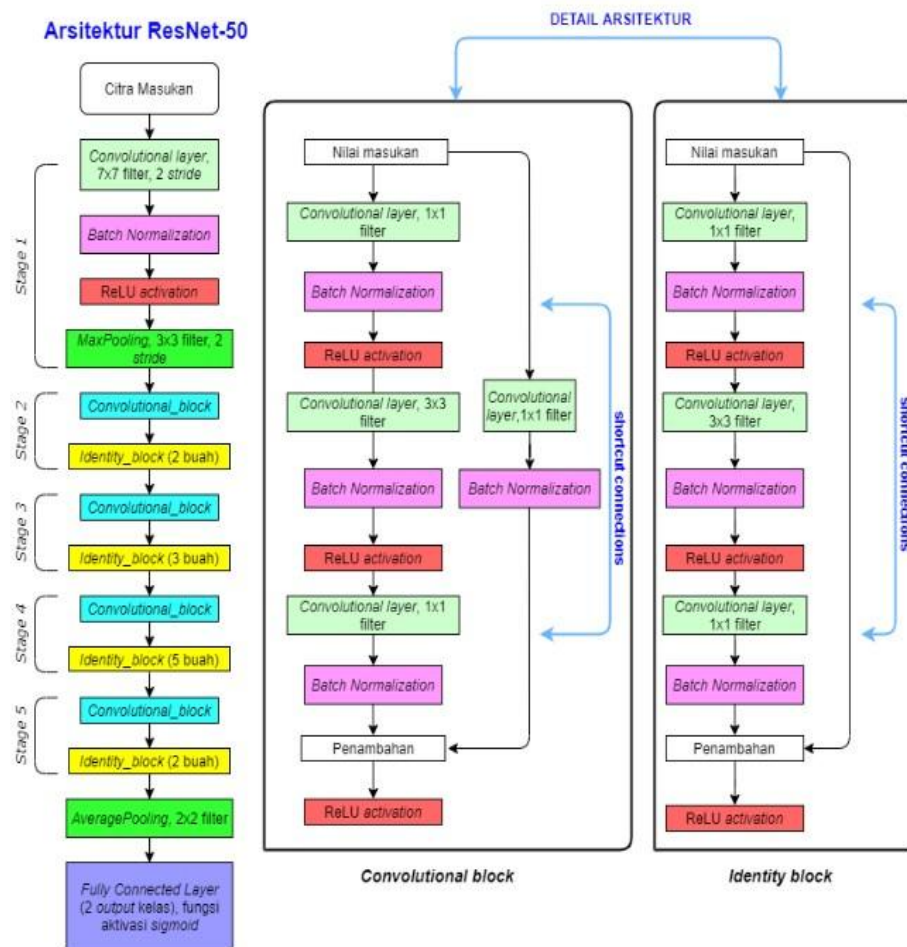 DETAIL ARSITEKTUR
Arsitektur ResNet-50
Citra Masukan
Convolutional layer,
7x7 filter, 2 stride
Batch Normalization
ReLU activation
MaxPooling, 3x3 filter, 2
stride
Stage 1
Convolutional_block
Identity_block (2 buah)
Stage 2
Convolutional_block
Identity_block (3 buah)
Stage 3
Convolutional_block
Identity_block (5 buah)
Stage 4
Convolutional_block
Identity_block (2 buah)
Stage 5
AveragePooling, 2x2 filter
Fully Connected Layer
(2 output kelas), fungsi
aktivasi sigmoid
Nilai masukan
Convolutional layer, 1x1
filter
Batch Normalization
ReLU activation
Convolutional layer, 3x3
filter
Batch Normalization
ReLU activation
Convolutional layer, 1x1
filter
Batch Normalization
Penambahan
ReLU activation
Convolutional
layer,1x1 filter
Batch Normalization
shortcut connections
Convolutional block
Nilai masukan
Convolutional layer,
1x1 filter
Batch Normalization
ReLU activation
Convolutional layer,
3x3 filter
Batch Normalization
ReLU activation
Convolutional layer,
1x1 filter
Batch Normalization
Penambahan
ReLU activation
shortcut connections
Identity block